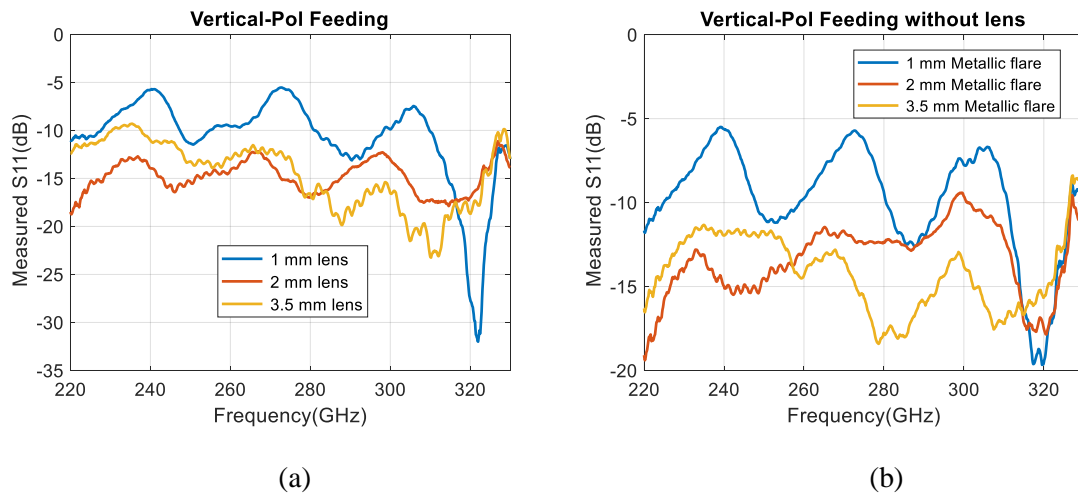 Vertical-Pol Feeding
0
-5
-10
-15
-20
-25
-30
-35
Measured S11(dB)
1 mm lens
2 mm lens
3.5 mm lens
220 240 260 280 300 320
Frequency(GHz)
(a)
Vertical-Pol Feeding without lens
0
-5
-10
-15
-20
Measured S11(dB)
1 mm Metallic flare
2 mm Metallic flare
3.5 mm Metallic flare
220 240 260 280 300 320
Frequency(GHz)
(b)